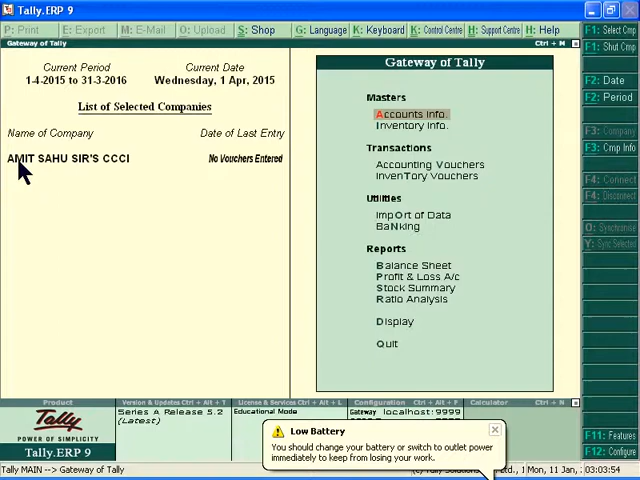 Tally.ERP 9
P: Print E: Export M: E-Mail O: Upload S: Shop G: Language K: Keyboard K: Control Centre H: Support Centre H: Help
F1: Select Cmp
F1: Shut Cmp
Gateway of Tally Ctrl + M
F2: Date
F2: Period
F3: Company
F3: Cmp Info
F4: Connect
F4: Disconnect
O: Synchronise
Y: Sync Selected
F11: Features
F12: Configure
Current Period Current Date
1-4-2015 to 31-3-2016 Wednesday, 1 Apr, 2015
List of Selected Companies
Name of Company Date of Last Entry
AMIT SAHU SIR'S CCCI No Vouchers Entered
Gateway of Tally
Masters
Accounts Info.
Inventory Info.
Transactions
Accounting Vouchers
InvenTory Vouchers
Utilities
ImpOrt of Data
BaNking
Reports
Balance Sheet
Profit & Loss A/c
Stock Summary
Ratio Analysis
Display
Quit
Product Version & Updates Ctrl + Alt + T License & Services Ctrl + Alt + L Configuration Ctrl + Alt + F Calculator Ctrl + N
Tally
POWER OF SIMPLICITY
Tally.ERP 9
Series A Release 5.2
(Latest)
Educational Mode
Gateway localhost:9999
Low Battery
You should change your battery or switch to outlet power
immediately to keep from losing your work.
Tally MAIN --> Gateway of Tally (c) Tally Solutions Mon, 11 Jan, 03:03:54